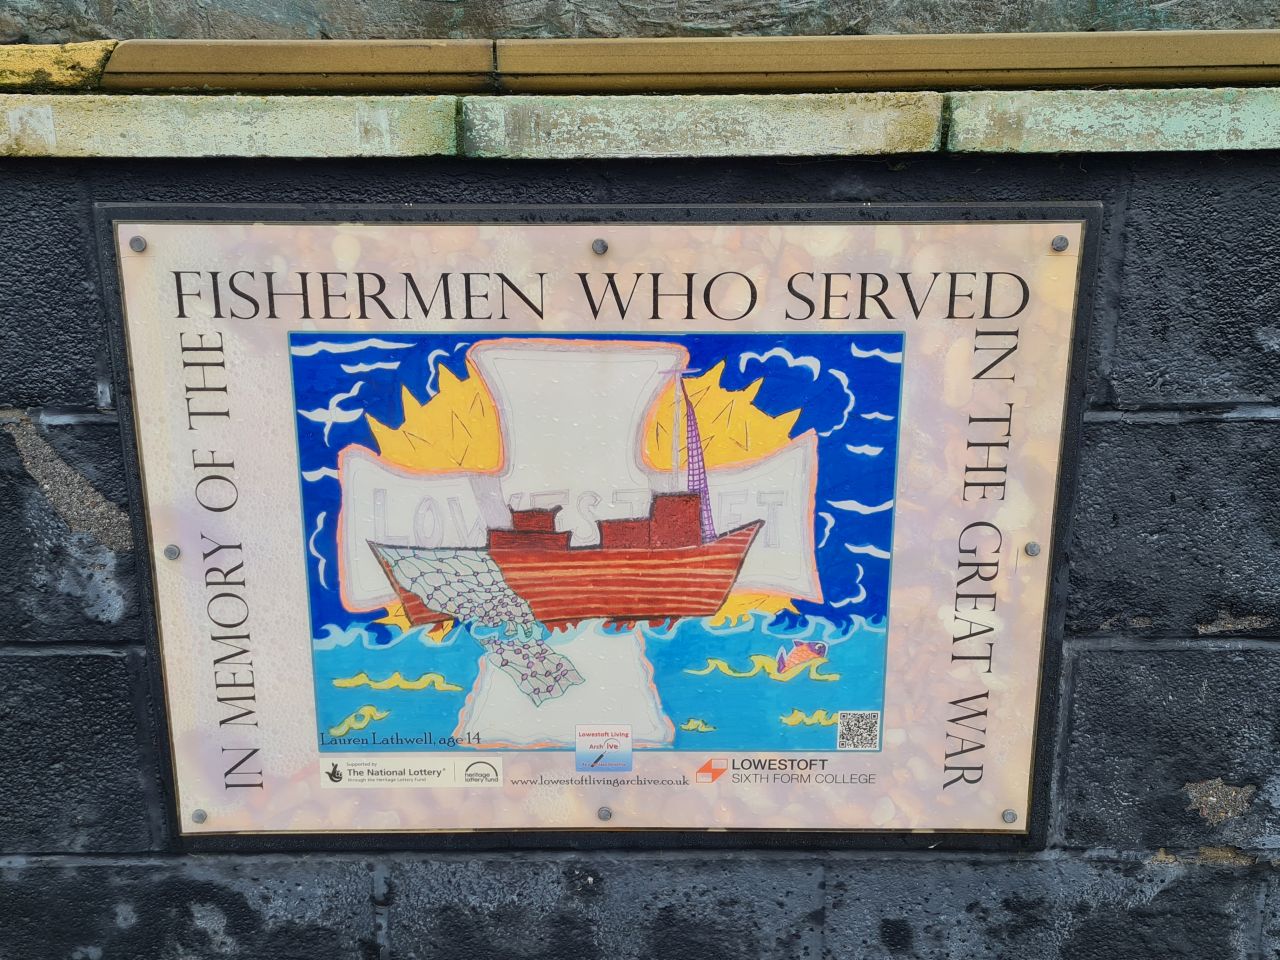 IN MEMORY OF THE
FISHERMEN WHO SERVED
IN THE GREAT WAR
LOWESTOFT
Lauren Lathwell, age 14
Supported by
The National Lottery®
through the Heritage Lottery Fund
heritage
lottery fund
Lowestoft Living
Archive
www.lowestoftlivingarchive.co.uk
LOWESTOFT
SIXTH FORM COLLEGE